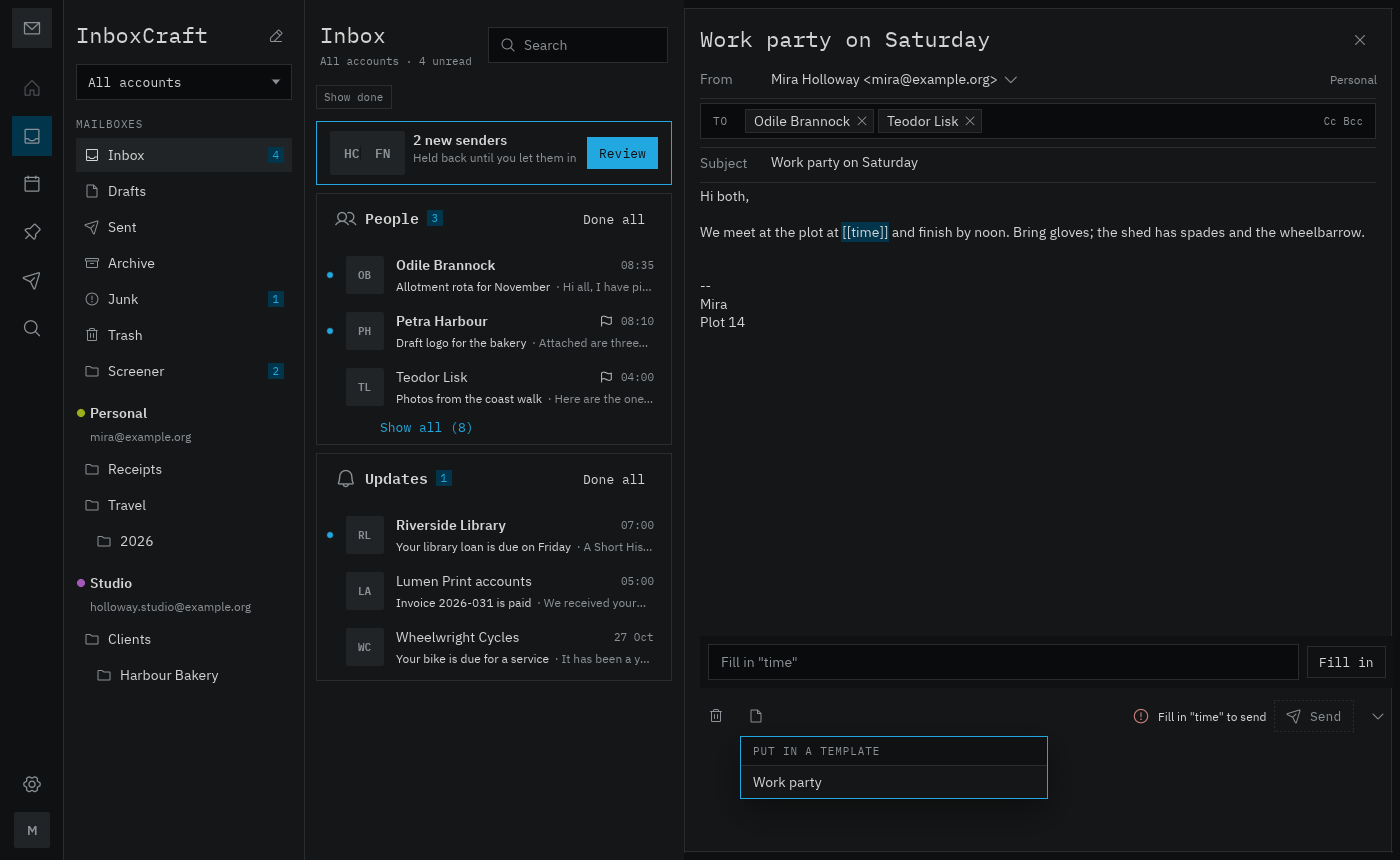 InboxCraft
All accounts
MAILBOXES
Inbox 4
Drafts
Sent
Archive
Junk 1
Trash
Screener 2
Personal
mira@example.org
Receipts
Travel
2026
Studio
holloway.studio@example.org
Clients
Harbour Bakery
M
Inbox
All accounts · 4 unread
Search
Show done
HC FN
2 new senders
Held back until you let them in
Review
People 3 Done all
OB
Odile Brannock 08:35
Allotment rota for November · Hi all, I have pi…
PH
Petra Harbour 08:10
Draft logo for the bakery · Attached are three…
TL
Teodor Lisk 04:00
Photos from the coast walk · Here are the one…
Show all (8)
Updates 1 Done all
RL
Riverside Library 07:00
Your library loan is due on Friday · A Short His…
LA
Lumen Print accounts 05:00
Invoice 2026-031 is paid · We received your…
WC
Wheelwright Cycles 27 Oct
Your bike is due for a service · It has been a y…
Work party on Saturday
From Mira Holloway <mira@example.org> Personal
TO Odile Brannock Teodor Lisk Cc Bcc
Subject Work party on Saturday
Hi both,
We meet at the plot at [[time]] and finish by noon. Bring gloves; the shed has spades and the wheelbarrow.
--
Mira
Plot 14
Fill in "time" Fill in
Fill in "time" to send Send
PUT IN A TEMPLATE
Work party